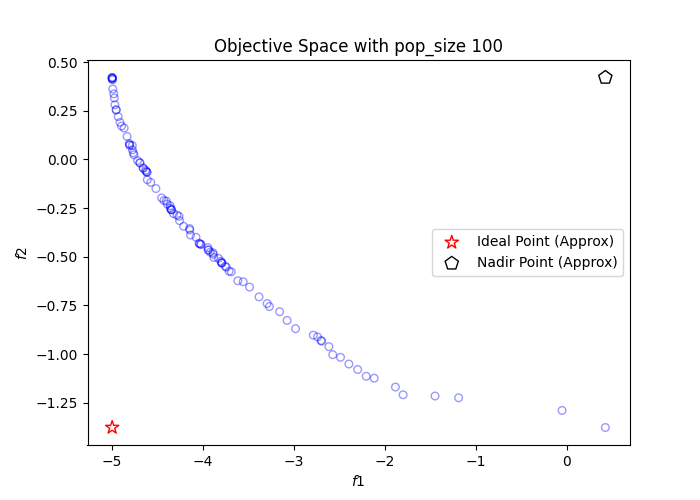 Objective Space with pop_size 100
0.50
0.25
0.00
−0.25
−0.50
−0.75
−1.00
−1.25
f2
Ideal Point (Approx)
Nadir Point (Approx)
−5 −4 −3 −2 −1 0
f1